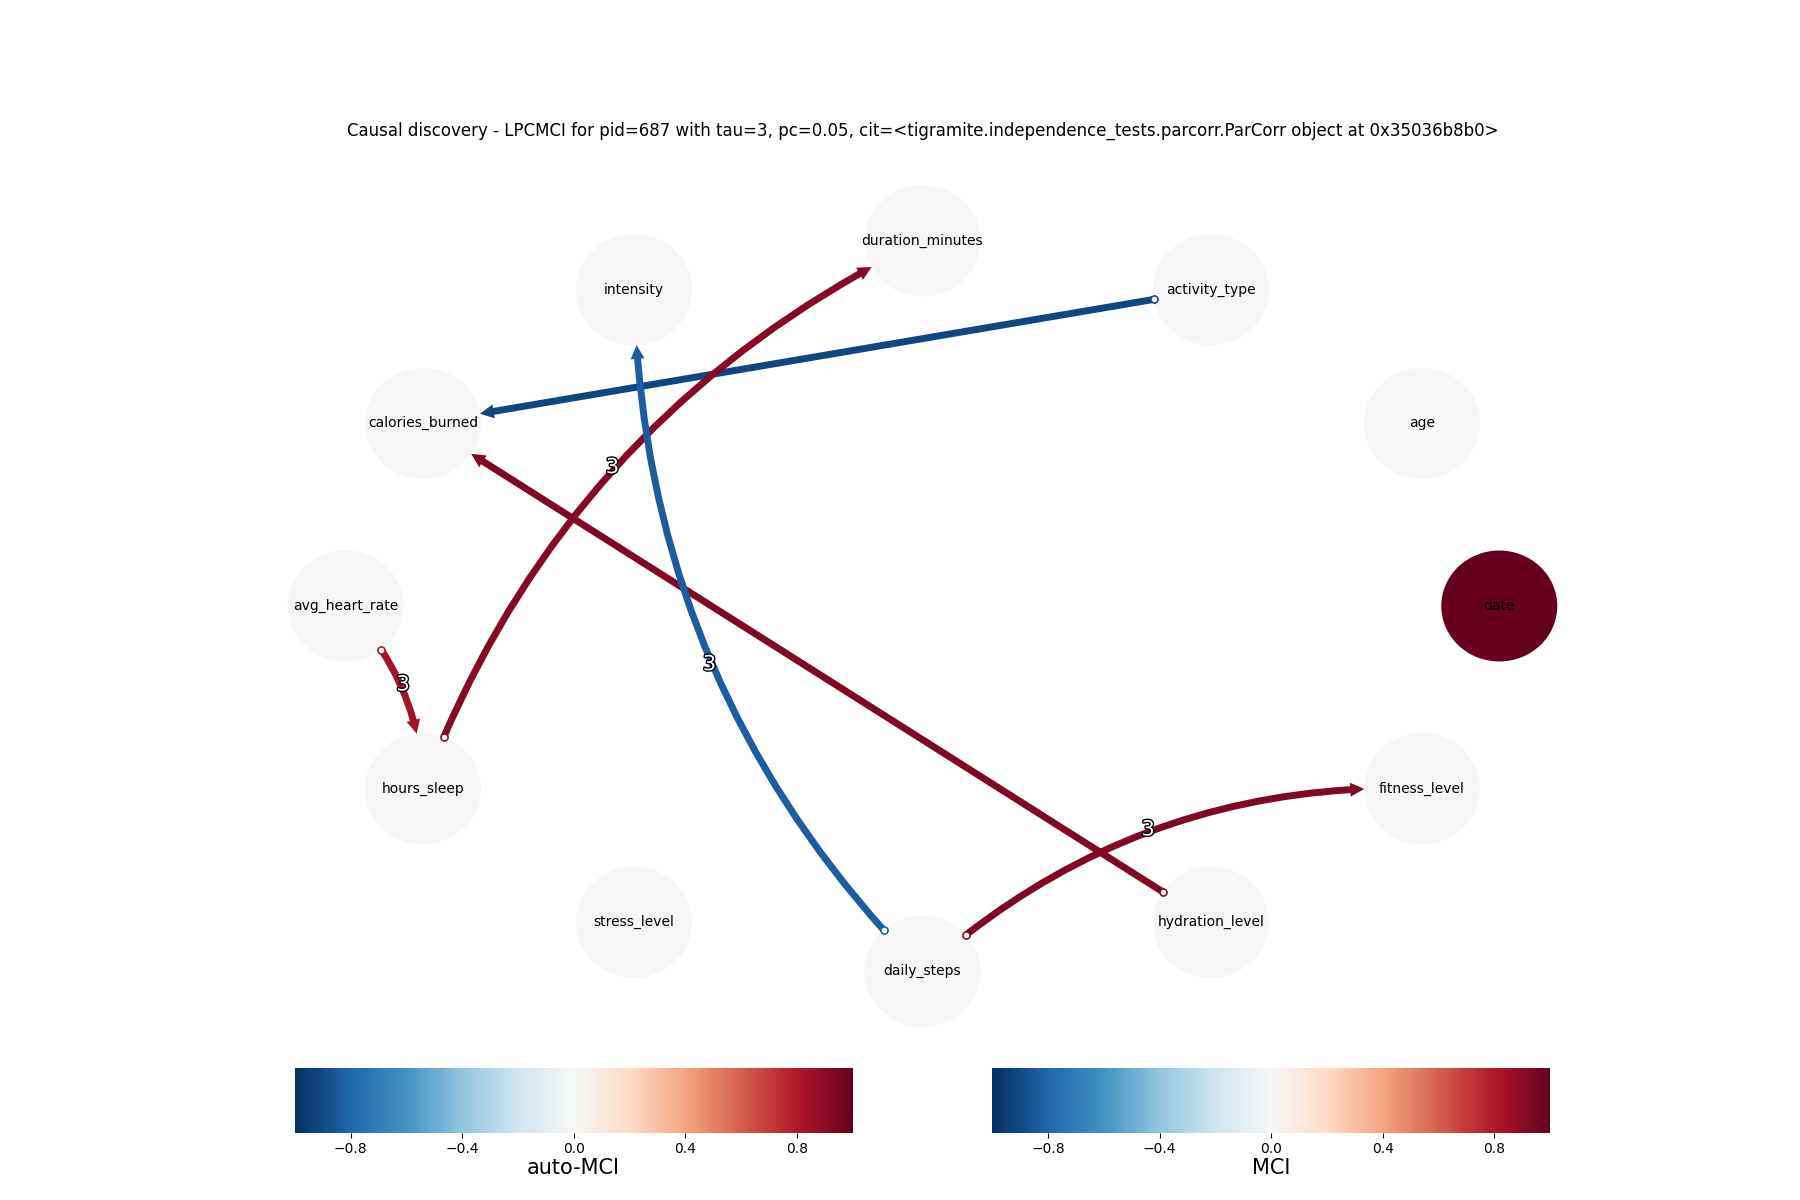 Causal discovery - LPCMCI for pid=687 with tau=3, pc=0.05, cit=<tigramite.independence_tests.parcorr.ParCorr object at 0x35036b8b0>
duration_minutes
intensity
activity_type
calories_burned
age
3
avg_heart_rate
date
3
3
hours_sleep
fitness_level
3
stress_level
hydration_level
daily_steps
−0.8 −0.4 0.0 0.4 0.8
auto-MCI
−0.8 −0.4 0.0 0.4 0.8
MCI